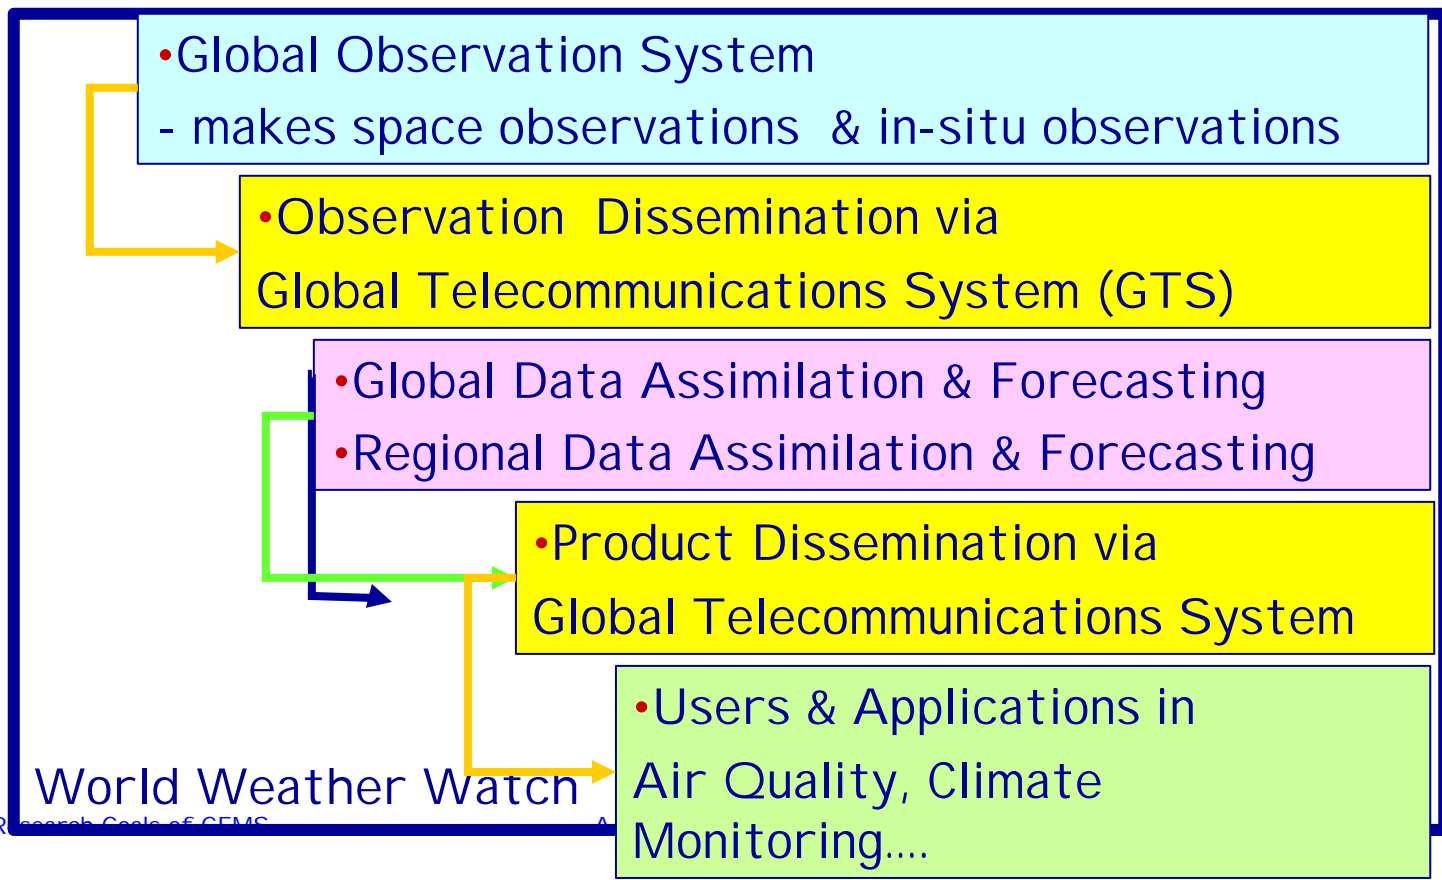 •Global Observation System
- makes space observations & in-situ observations
•Observation Dissemination via
Global Telecommunications System (GTS)
•Global Data Assimilation & Forecasting
•Regional Data Assimilation & Forecasting
•Product Dissemination via
Global Telecommunications System
•Users & Applications in
Air Quality, Climate
Monitoring....
World Weather Watch